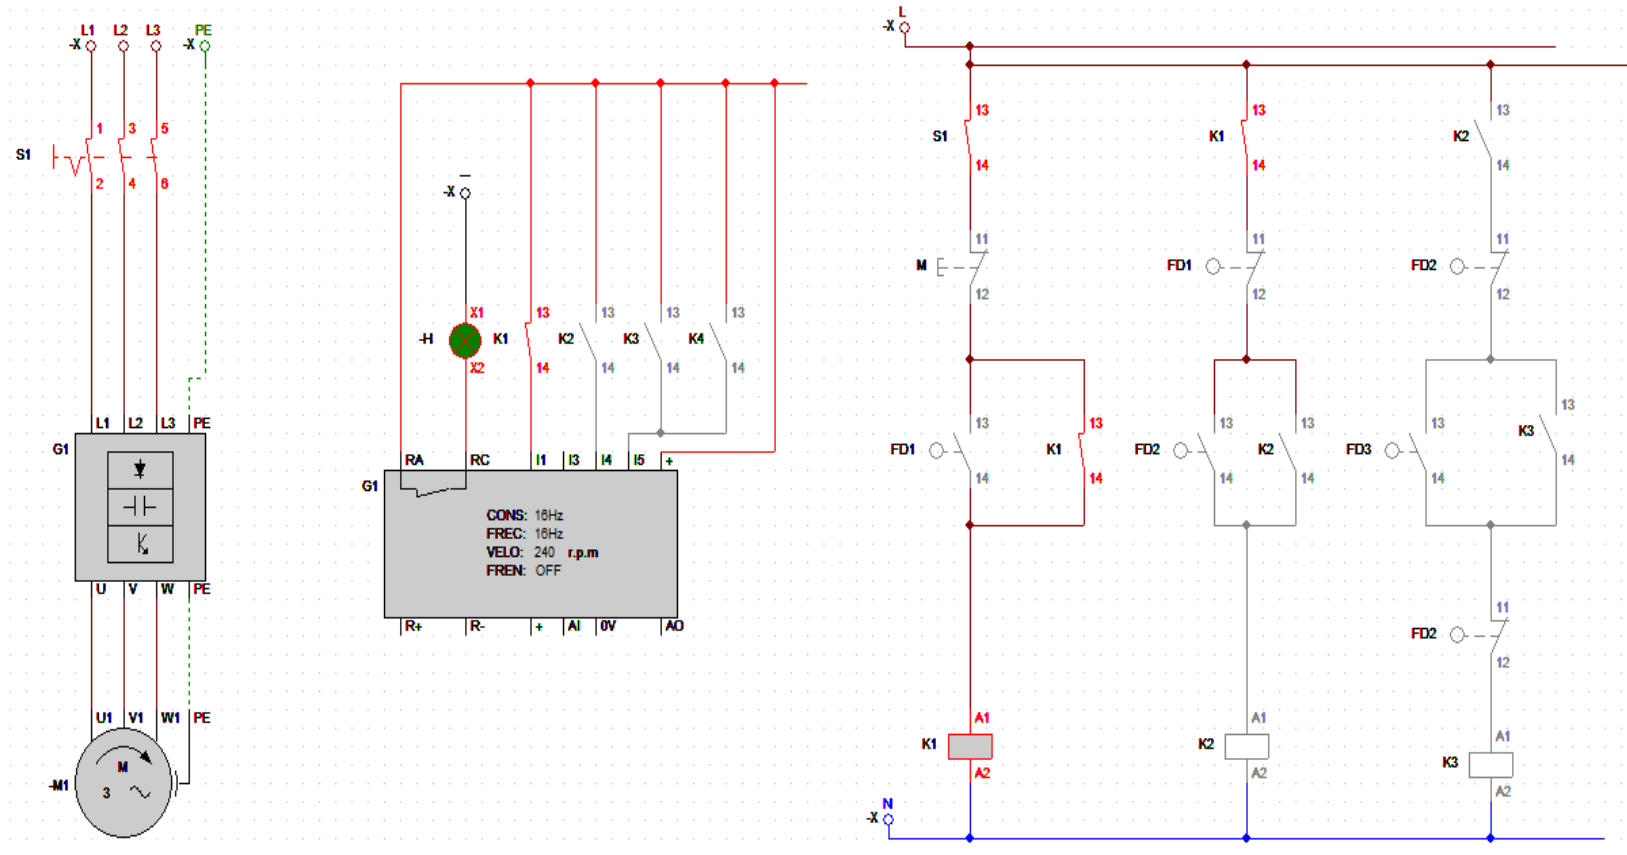 L1 L2 L3 PE
-X -X
1 3 5
S1
2 4 6
L1 L2 L3 PE
G1
U V W PE
U1 V1 W1 PE
-M1
M
3
-X
-H
X1
X2
K1
13
14
K2
13
14
K3
13
14
K4
13
14
RA RC I1 I3 I4 I5 +
G1
CONS: 16Hz
FREC: 16Hz
VELO: 240 r.p.m
FREN: OFF
R+ R- + AI 0V AO
L
-X
S1
13
14
M
11
12
FD1
13
14
K1
13
14
K1
A1
A2
K1
13
14
FD1
11
12
FD2
13
14
K2
13
14
K2
A1
A2
K2
13
14
FD2
11
12
FD3
13
14
K3
13
14
FD2
11
12
K3
A1
A2
N
-X